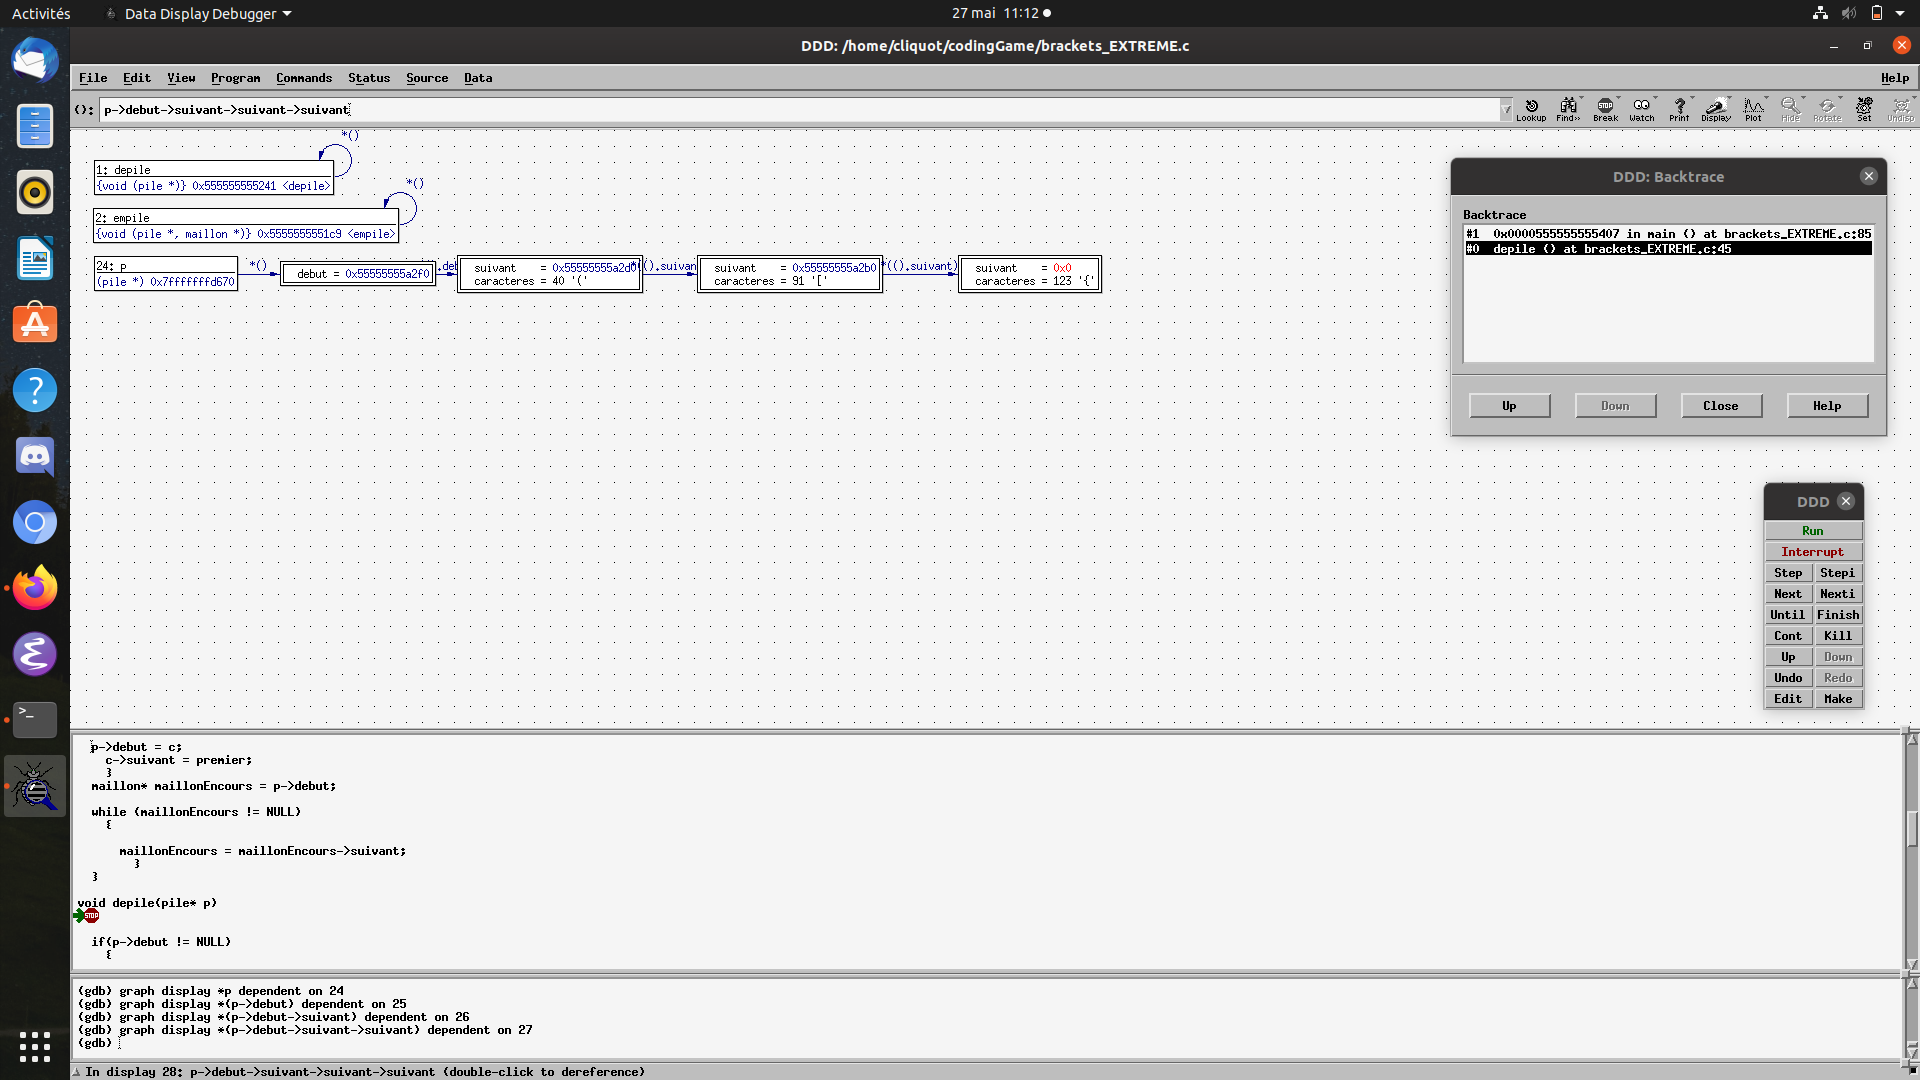 Activités
Data Display Debugger
27 mai 11:12
DDD: /home/cliquot/codingGame/brackets_EXTREME.c
File Edit View Program Commands Status Source Data Help
(): p->debut->suivant->suivant->suivant
Lookup Find>> Break Watch Print Display Plot Hide Rotate Set Undisp
*()
1: depile
{void (pile *)} 0x555555555241 <depile>
*()
2: empile
{void (pile *, maillon *)} 0x5555555551c9 <empile>
24: p
(pile *) 0x7fffffffd670
*()
debut = 0x55555555a2f0
suivant = 0x55555555a2d0
caracteres = 40 '('
*(().suivan
suivant = 0x55555555a2b0
caracteres = 91 '['
*(().suivant)
suivant = 0x0
caracteres = 123 '{'
DDD: Backtrace
Backtrace
#1 0x0000555555555407 in main () at brackets_EXTREME.c:85
#0 depile () at brackets_EXTREME.c:45
Up Down Close Help
DDD
Run
Interrupt
Step Stepi
Next Nexti
Until Finish
Cont Kill
Up Down
Undo Redo
Edit Make
p->debut = c;
c->suivant = premier;
}
maillon* maillonEncours = p->debut;
while (maillonEncours != NULL)
{
maillonEncours = maillonEncours->suivant;
}
}
void depile(pile* p)
STOP
if(p->debut != NULL)
{
(gdb) graph display *p dependent on 24
(gdb) graph display *(p->debut) dependent on 25
(gdb) graph display *(p->debut->suivant) dependent on 26
(gdb) graph display *(p->debut->suivant->suivant) dependent on 27
(gdb)
In display 28: p->debut->suivant->suivant->suivant (double-click to dereference)